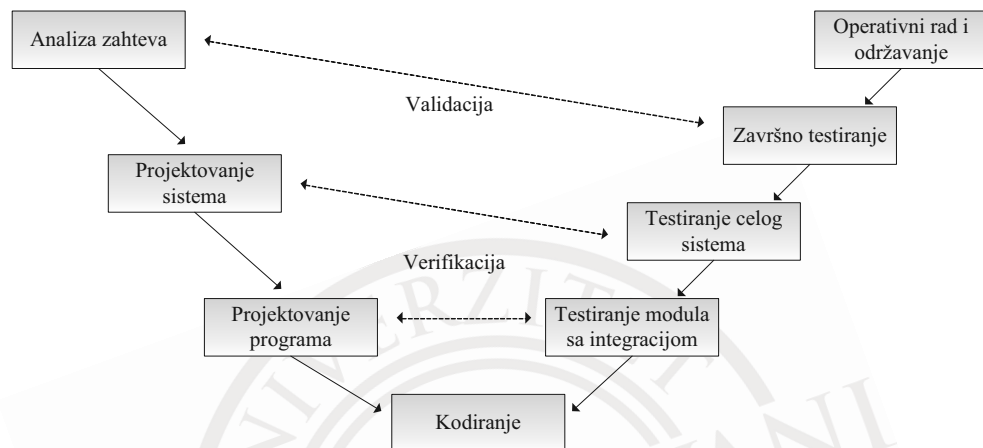 Analiza zahteva
Operativni rad i
održavanje
Validacija
Završno testiranje
Projektovanje
sistema
Testiranje celog
sistema
Verifikacija
Projektovanje
programa
Testiranje modula
sa integracijom
Kodiranje
UNIVERZITET